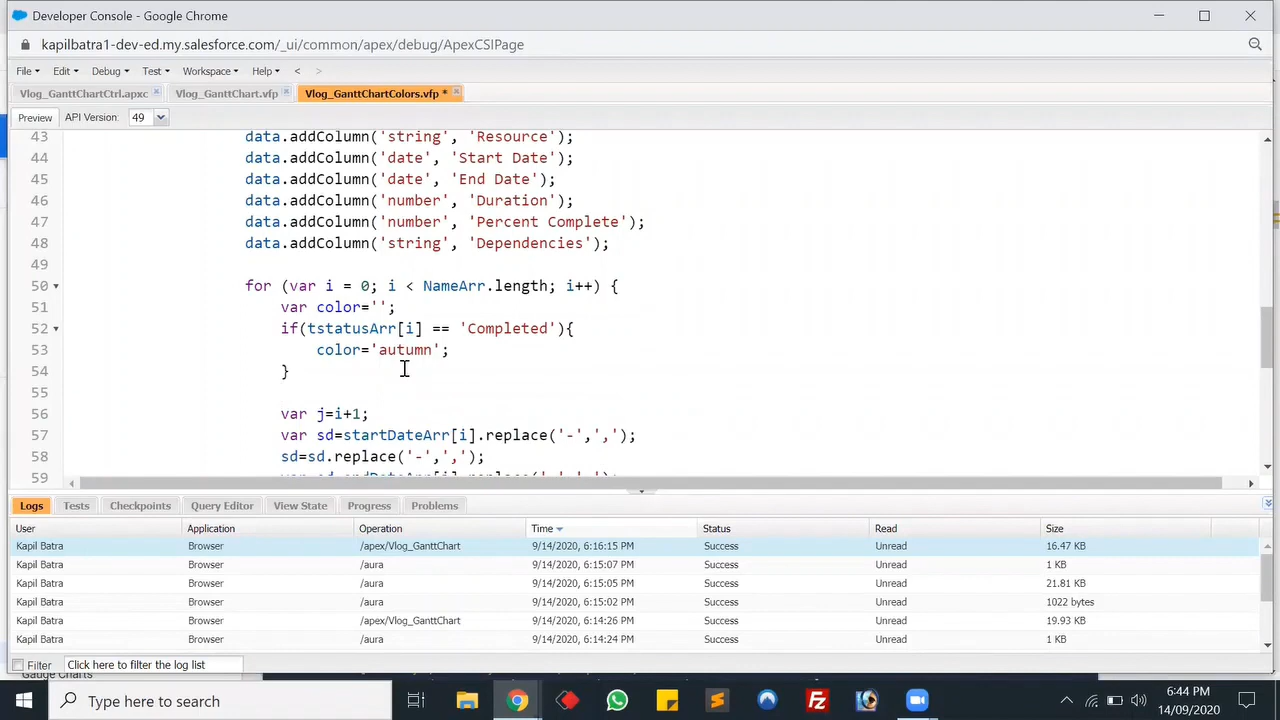 Developer Console - Google Chrome
kapilbatra1-dev-ed.my.salesforce.com/_ui/common/apex/debug/ApexCSIPage
File Edit Debug Test Workspace Help < >
Vlog_GanttChartCtrl.apxc Vlog_GanttChart.vfp Vlog_GanttChartColors.vfp *
Preview API Version: 49
43 data.addColumn('string', 'Resource');
44 data.addColumn('date', 'Start Date');
45 data.addColumn('date', 'End Date');
46 data.addColumn('number', 'Duration');
47 data.addColumn('number', 'Percent Complete');
48 data.addColumn('string', 'Dependencies');
49
50 for (var i = 0; i < NameArr.length; i++) {
51 var color='';
52 if(tstatusArr[i] == 'Completed'){
53 color='autumn';
54 }
55
56 var j=i+1;
57 var sd=startDateArr[i].replace('-',',');
58 sd=sd.replace('-',',');
59
Logs Tests Checkpoints Query Editor View State Progress Problems
User Application Operation Time Status Read Size
Kapil Batra Browser /apex/Vlog_GanttChart 9/14/2020, 6:16:15 PM Success Unread 16.47 KB
Kapil Batra Browser /aura 9/14/2020, 6:15:07 PM Success Unread 1 KB
Kapil Batra Browser /aura 9/14/2020, 6:15:05 PM Success Unread 21.81 KB
Kapil Batra Browser /aura 9/14/2020, 6:15:02 PM Success Unread 1022 bytes
Kapil Batra Browser /apex/Vlog_GanttChart 9/14/2020, 6:14:26 PM Success Unread 19.93 KB
Kapil Batra Browser /aura 9/14/2020, 6:14:24 PM Success Unread 1 KB
Filter Click here to filter the log list
Gauge Charts
Type here to search
6:44 PM
14/09/2020